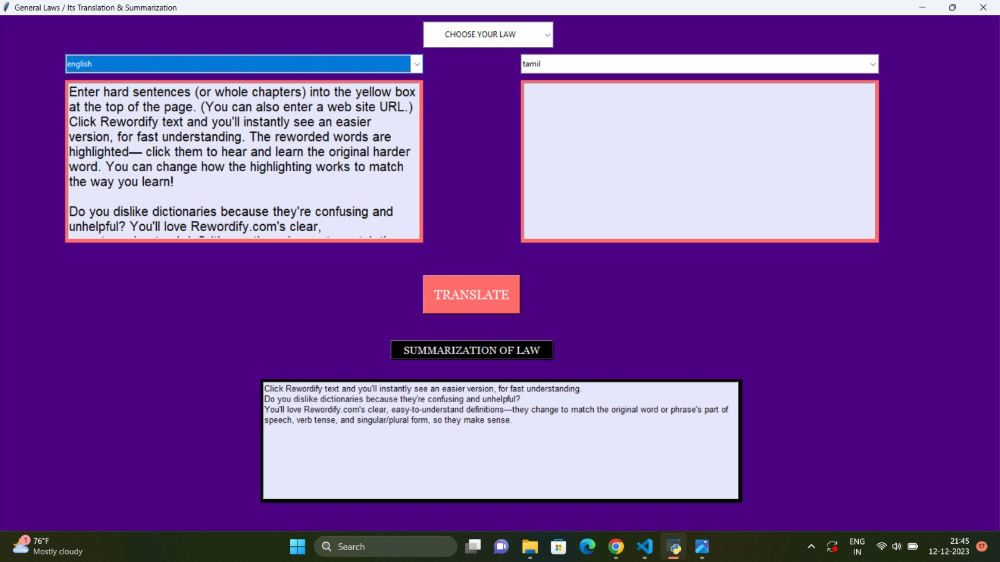 General Laws / Its Translation & Summarization
CHOOSE YOUR LAW
english
tamil
Enter hard sentences (or whole chapters) into the yellow box
at the top of the page. (You can also enter a web site URL.)
Click Rewordify text and you'll instantly see an easier
version, for fast understanding. The reworded words are
highlighted— click them to hear and learn the original harder
word. You can change how the highlighting works to match
the way you learn!
Do you dislike dictionaries because they're confusing and
unhelpful? You'll love Rewordify.com's clear,
TRANSLATE
SUMMARIZATION OF LAW
Click Rewordify text and you'll instantly see an easier version, for fast understanding.
Do you dislike dictionaries because they're confusing and unhelpful?
You'll love Rewordify.com's clear, easy-to-understand definitions—they change to match the original word or phrase's part of
speech, verb tense, and singular/plural form, so they make sense.
1
76°F
Mostly cloudy
Search
ENG
IN
21:45
12-12-2023
17